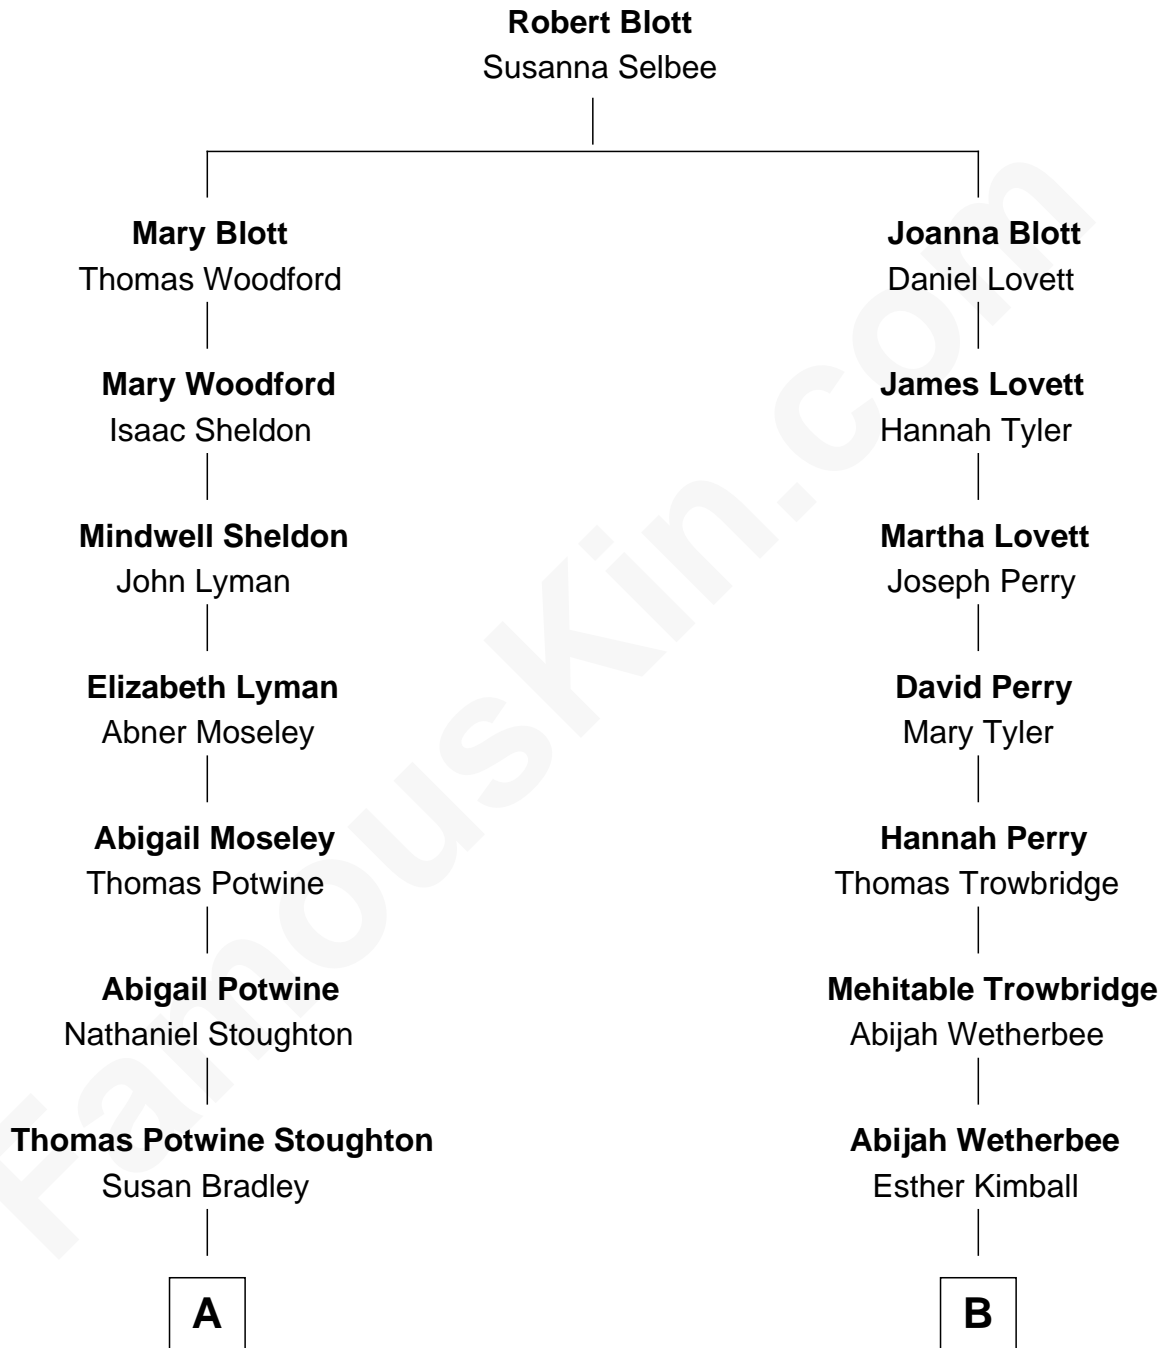 Robert Blott
Susanna Selbee
Mary Blott
Thomas Woodford
Joanna Blott
Daniel Lovett
Mary Woodford
Isaac Sheldon
James Lovett
Hannah Tyler
Mindwell Sheldon
John Lyman
Martha Lovett
Joseph Perry
Elizabeth Lyman
Abner Moseley
David Perry
Mary Tyler
Abigail Moseley
Thomas Potwine
Hannah Perry
Thomas Trowbridge
Abigail Potwine
Nathaniel Stoughton
Mehitable Trowbridge
Abijah Wetherbee
Thomas Potwine Stoughton
Susan Bradley
Abijah Wetherbee
Esther Kimball
A
B
FamousKin.com